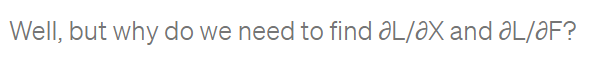 Well, but why do we need to find ∂L/∂X and ∂L/∂F?